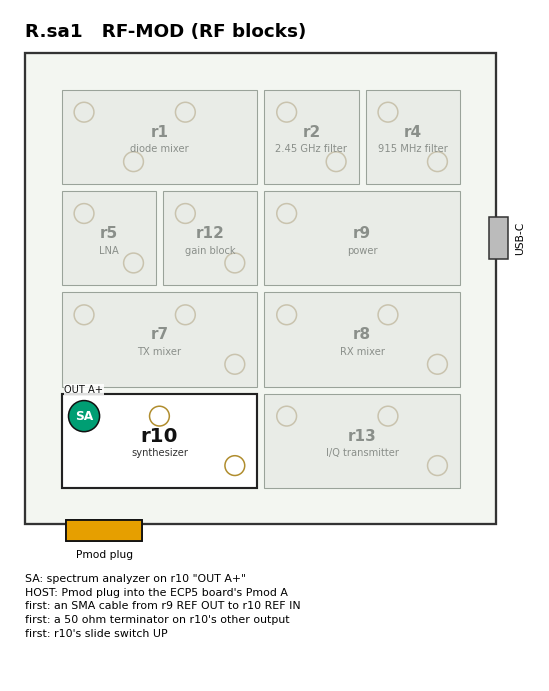 R.sa1 RF-MOD (RF blocks)
r1
diode mixer
r2
2.45 GHz filter
r4
915 MHz filter
r5
LNA
r12
gain block
r9
power
USB-C
r7
TX mixer
r8
RX mixer
OUT A+
SA
r10
synthesizer
r13
I/Q transmitter
Pmod plug
SA: spectrum analyzer on r10 "OUT A+"
HOST: Pmod plug into the ECP5 board's Pmod A
first: an SMA cable from r9 REF OUT to r10 REF IN
first: a 50 ohm terminator on r10's other output
first: r10's slide switch UP